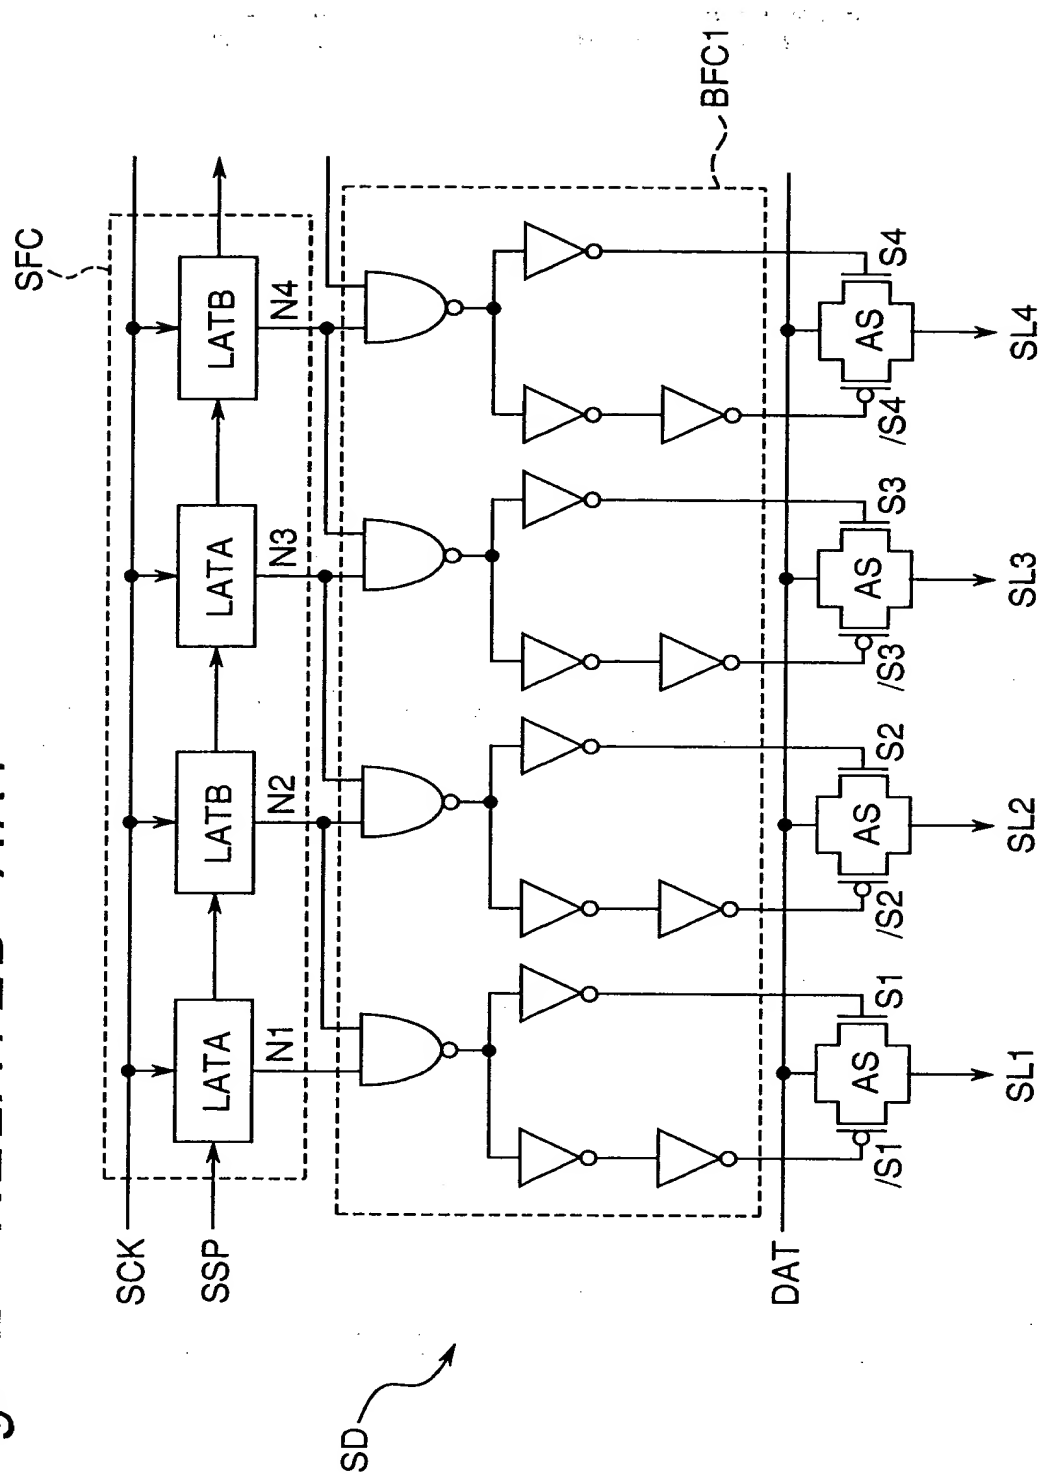 SFC
BFC1
SCK
SSP
LATA
LATB
LATA
LATB
N1
N2
N3
N4
DAT
/S1
AS
S1
/S2
AS
S2
/S3
AS
S3
/S4
AS
S4
SL1
SL2
SL3
SL4
SD